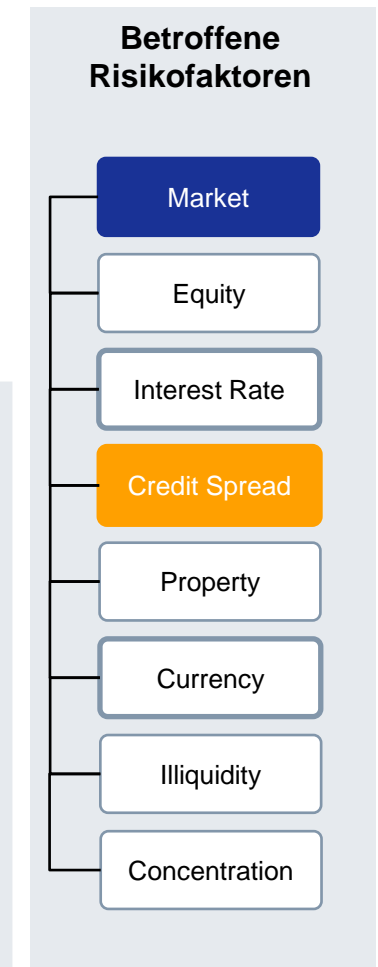 Betroffene
Risikofaktoren
Market
Equity
Interest Rate
Credit Spread
Property
Currency
Illiquidity
Concentration